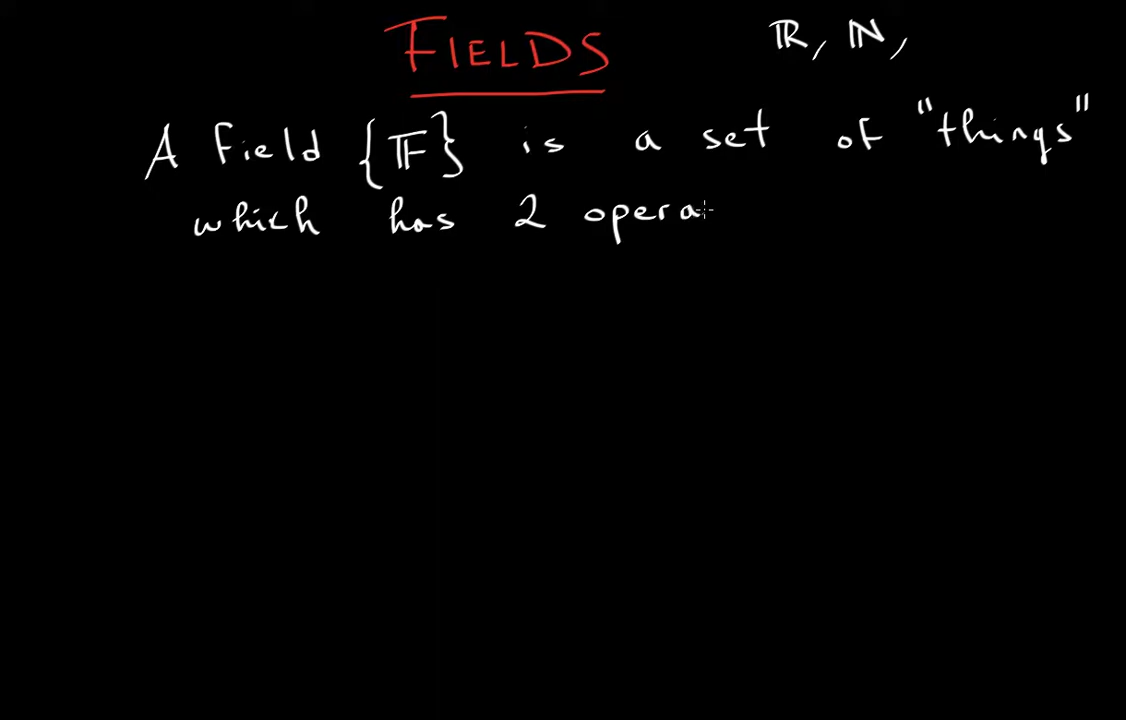 FIELDS
ℝ, ℕ,
A Field {𝔽} is a set of "things"
which has 2 opera